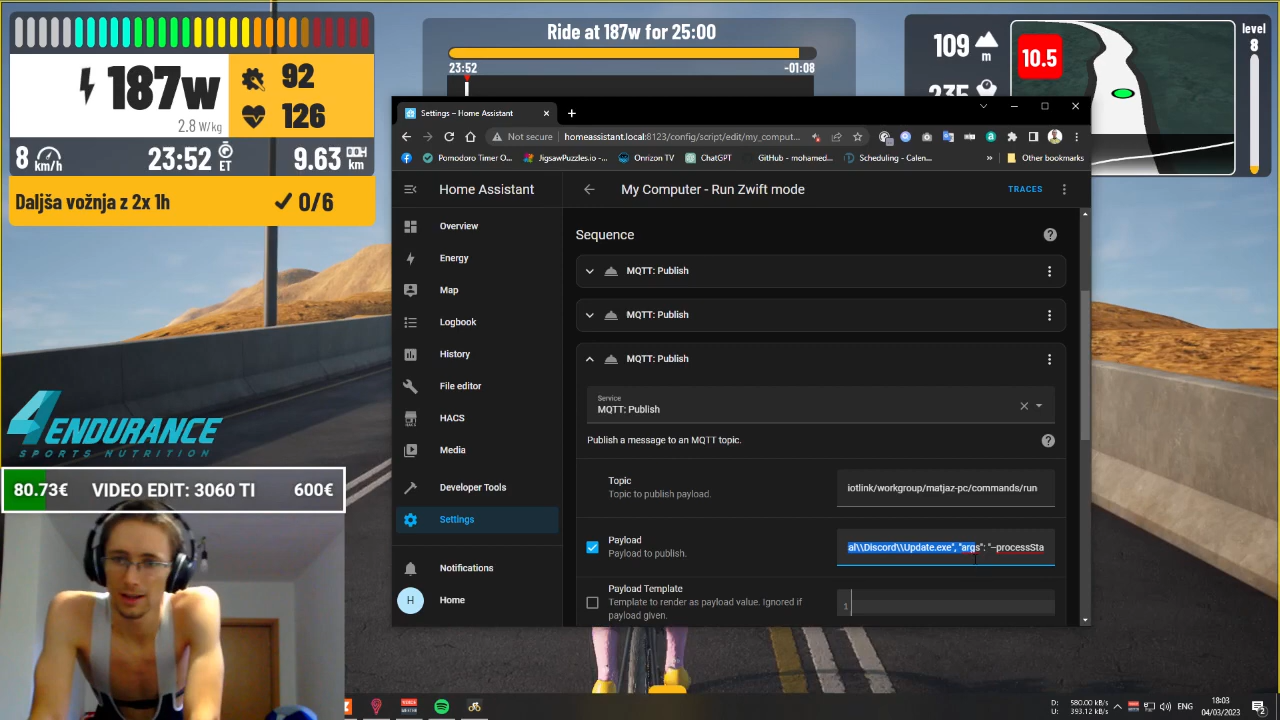 187w
2.8 W/kg
92
126
8 km/h
23:52 ET
9.63 km
Daljša vožnja z 2x 1h
0/6
Ride at 187w for 25:00
23:52
-01:08
109 m
235
10.5
level
8
Settings – Home Assistant
Not secure
homeassistant.local:8123/config/script/edit/my_comput...
Pomodoro Timer O...
JigsawPuzzles.io -...
Onrizon TV
ChatGPT
GitHub - mohamed...
Scheduling - Calen...
»
Other bookmarks
Home Assistant
My Computer - Run Zwift mode
TRACES
Overview
Energy
Map
Logbook
History
File editor
HACS
Media
Developer Tools
Settings
Notifications
H
Home
Sequence
MQTT: Publish
MQTT: Publish
MQTT: Publish
Service
MQTT: Publish
Publish a message to an MQTT topic.
Topic
Topic to publish payload.
iotlink/workgroup/matjaz-pc/commands/run
Payload
Payload to publish.
al\\Discord\\Update.exe", "args": "--processSta
Payload Template
Template to render as payload value. Ignored if
payload given.
1
4ENDURANCE
SPORTS NUTRITION
80.73€
VIDEO EDIT: 3060 TI
600€
D: 580.00 kB/s
U: 393.12 kB/s
ENG
18:03
04/03/2023
2